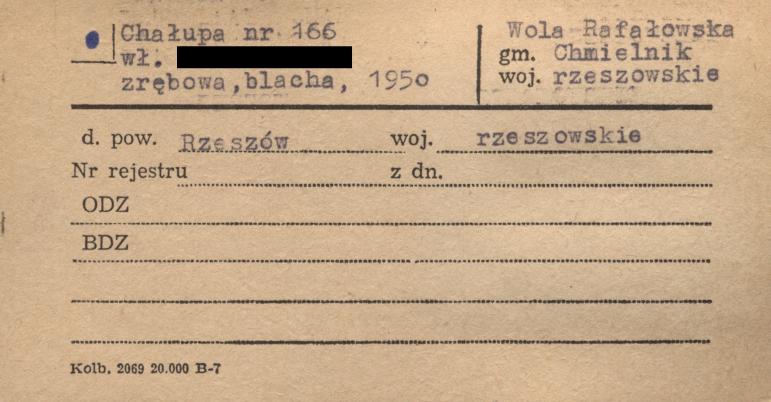 Chałupa nr 166
wł.
zrębowa, blacha, 1950
Wola Rafałowska
gm. Chmielnik
woj. rzeszowskie
d. pow. Rzeszów woj. rzeszowskie
Nr rejestru z dn.
ODZ
BDZ
Kolb. 2069 20.000 B-7